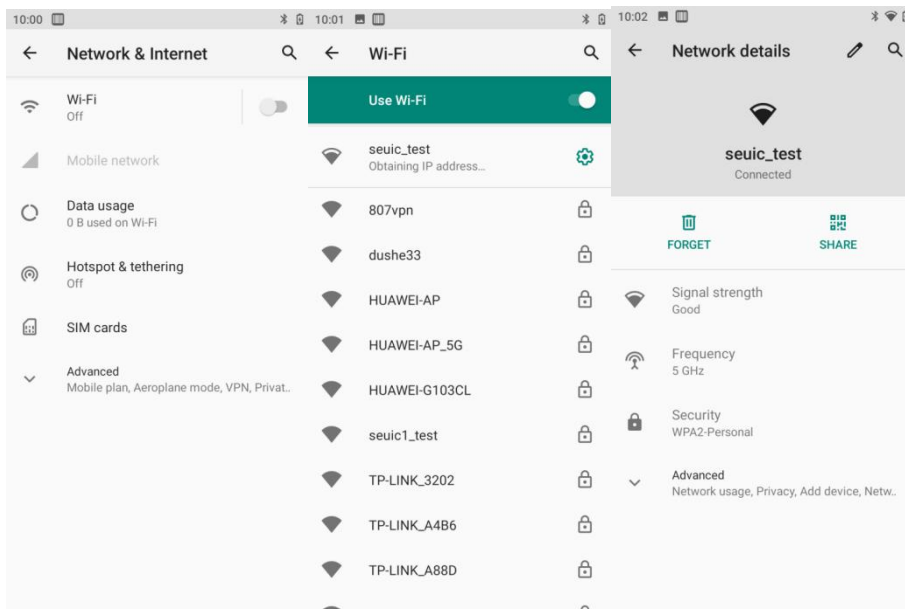 10:00
Network & Internet
Wi-Fi
Off
Mobile network
Data usage
0 B used on Wi-Fi
Hotspot & tethering
Off
SIM cards
Advanced
Mobile plan, Aeroplane mode, VPN, Privat..
10:01
Wi-Fi
Use Wi-Fi
seuic_test
Obtaining IP address...
807vpn
dushe33
HUAWEI-AP
HUAWEI-AP_5G
HUAWEI-G103CL
seuic1_test
TP-LINK_3202
TP-LINK_A4B6
TP-LINK_A88D
10:02
Network details
seuic_test
Connected
FORGET
SHARE
Signal strength
Good
Frequency
5 GHz
Security
WPA2-Personal
Advanced
Network usage, Privacy, Add device, Netw..